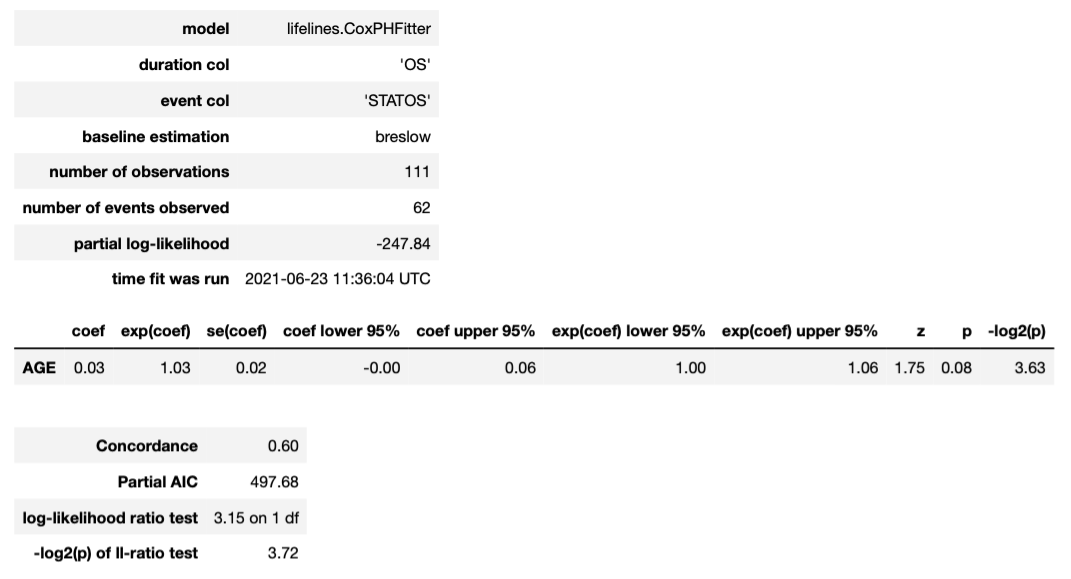 model lifelines.CoxPHFitter
duration col 'OS'
event col 'STATOS'
baseline estimation breslow
number of observations 111
number of events observed 62
partial log-likelihood -247.84
time fit was run 2021-06-23 11:36:04 UTC
coef exp(coef) se(coef) coef lower 95% coef upper 95% exp(coef) lower 95% exp(coef) upper 95% z p -log2(p)
AGE 0.03 1.03 0.02 -0.00 0.06 1.00 1.06 1.75 0.08 3.63
Concordance 0.60
Partial AIC 497.68
log-likelihood ratio test 3.15 on 1 df
-log2(p) of ll-ratio test 3.72